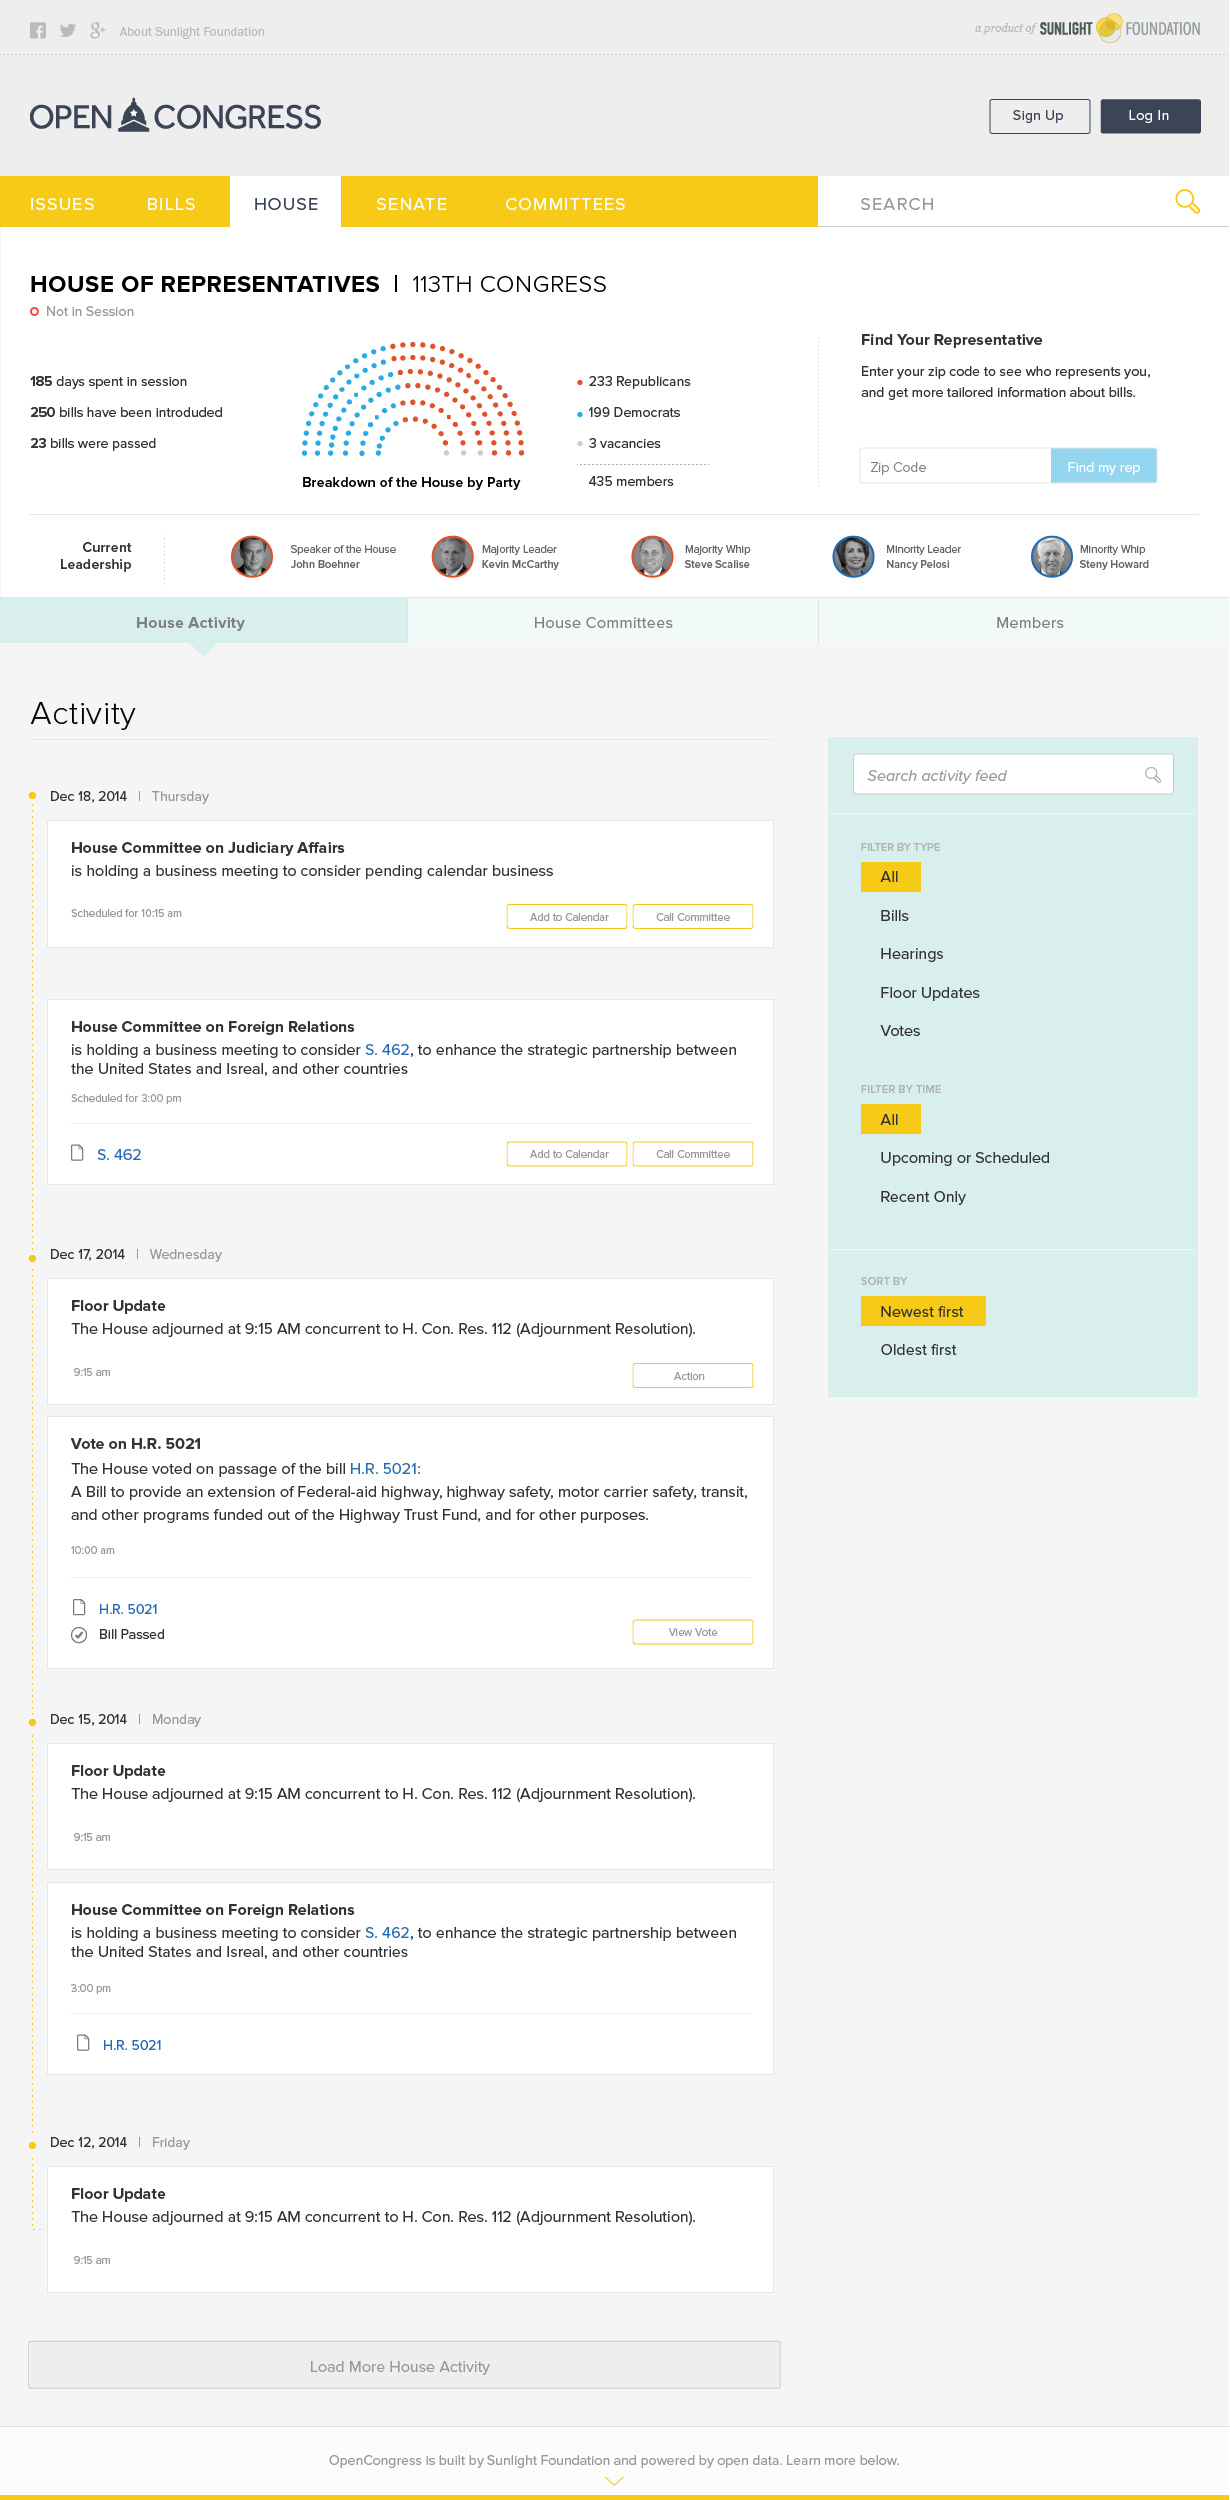 About Sunlight Foundation
a product of SUNLIGHT FOUNDATION
OPEN CONGRESS
Sign Up
Log In
ISSUES
BILLS
HOUSE
SENATE
COMMITTEES
SEARCH
HOUSE OF REPRESENTATIVES | 113TH CONGRESS
Not in Session
185 days spent in session
250 bills have been introduded
23 bills were passed
Breakdown of the House by Party
233 Republicans
199 Democrats
3 vacancies
435 members
Find Your Representative
Enter your zip code to see who represents you,
and get more tailored information about bills.
Zip Code
Find my rep
Current
Leadership
Speaker of the House
John Boehner
Majority Leader
Kevin McCarthy
Majority Whip
Steve Scalise
Minority Leader
Nancy Pelosi
Minority Whip
Steny Howard
House Activity
House Committees
Members
Activity
Dec 18, 2014 | Thursday
House Committee on Judiciary Affairs
is holding a business meeting to consider pending calendar business
Scheduled for 10:15 am
Add to Calendar
Call Committee
House Committee on Foreign Relations
is holding a business meeting to consider S. 462, to enhance the strategic partnership between
the United States and Isreal, and other countries
Scheduled for 3:00 pm
S. 462
Add to Calendar
Call Committee
Dec 17, 2014 | Wednesday
Floor Update
The House adjourned at 9:15 AM concurrent to H. Con. Res. 112 (Adjournment Resolution).
9:15 am
Action
Vote on H.R. 5021
The House voted on passage of the bill H.R. 5021:
A Bill to provide an extension of Federal-aid highway, highway safety, motor carrier safety, transit,
and other programs funded out of the Highway Trust Fund, and for other purposes.
10:00 am
H.R. 5021
Bill Passed
View Vote
Dec 15, 2014 | Monday
Floor Update
The House adjourned at 9:15 AM concurrent to H. Con. Res. 112 (Adjournment Resolution).
9:15 am
House Committee on Foreign Relations
is holding a business meeting to consider S. 462, to enhance the strategic partnership between
the United States and Isreal, and other countries
3:00 pm
H.R. 5021
Dec 12, 2014 | Friday
Floor Update
The House adjourned at 9:15 AM concurrent to H. Con. Res. 112 (Adjournment Resolution).
9:15 am
Load More House Activity
Search activity feed
FILTER BY TYPE
All
Bills
Hearings
Floor Updates
Votes
FILTER BY TIME
All
Upcoming or Scheduled
Recent Only
SORT BY
Newest first
Oldest first
OpenCongress is built by Sunlight Foundation and powered by open data. Learn more below.